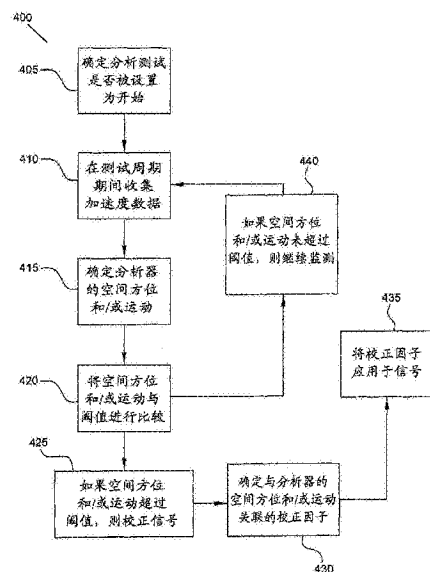 400
405
确定分析测试
是否被设置
为开始
410
在测试周期
期间收集
加速度数据
415
确定分析器
的空间方位
和/或运动
420
将空间方位
和/或运动与
阈值进行比较
425
如果空间方位
和/或运动超过
阈值,则校正信号
确定与分析器的
空间方位和/或运动
关联的校正因子
430
435
将校正因子
应用于信号
440
如果空间方位
和/或运动未超过
阈值,则继续监测